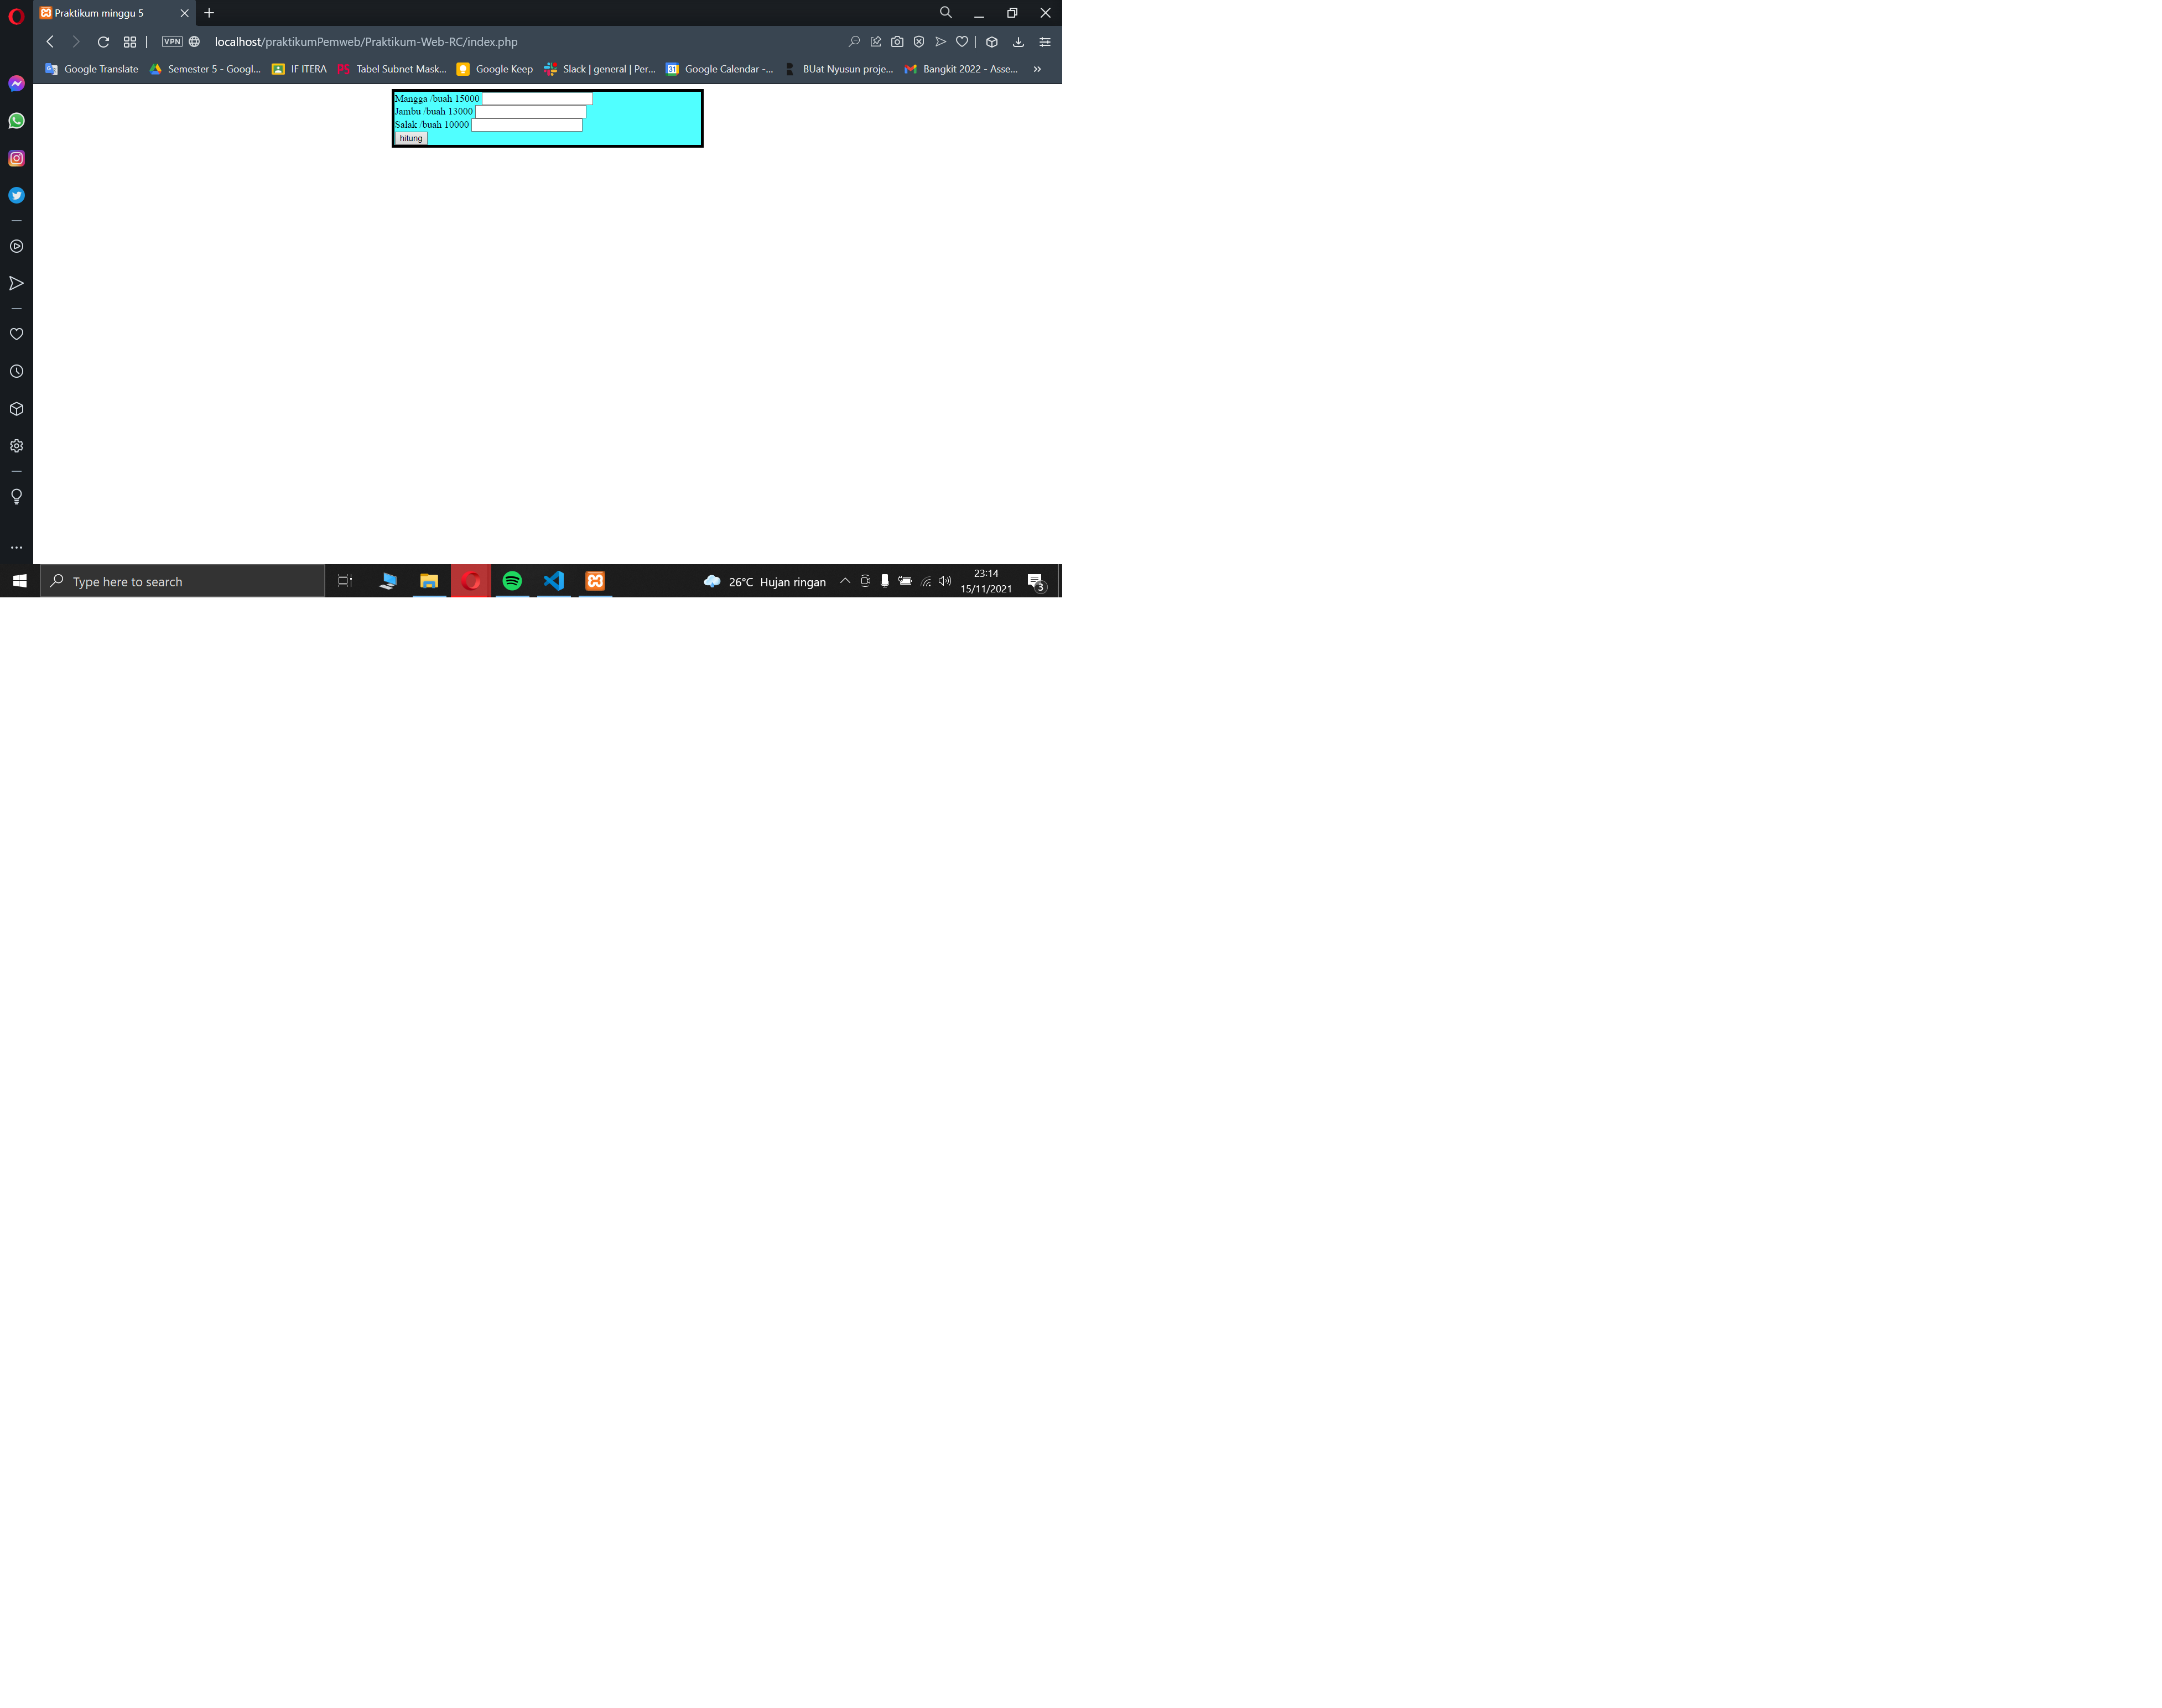 Praktikum minggu 5
VPN localhost/praktikumPemweb/Praktikum-Web-RC/index.php
Google Translate Semester 5 - Googl... IF ITERA PS Tabel Subnet Mask... Google Keep Slack | general | Per... 31 Google Calendar -... BUat Nyusun proje... Bangkit 2022 - Asse... »
Mangga /buah 15000
Jambu /buah 13000
Salak /buah 10000
hitung
Type here to search 26°C Hujan ringan 23:14
15/11/2021 3